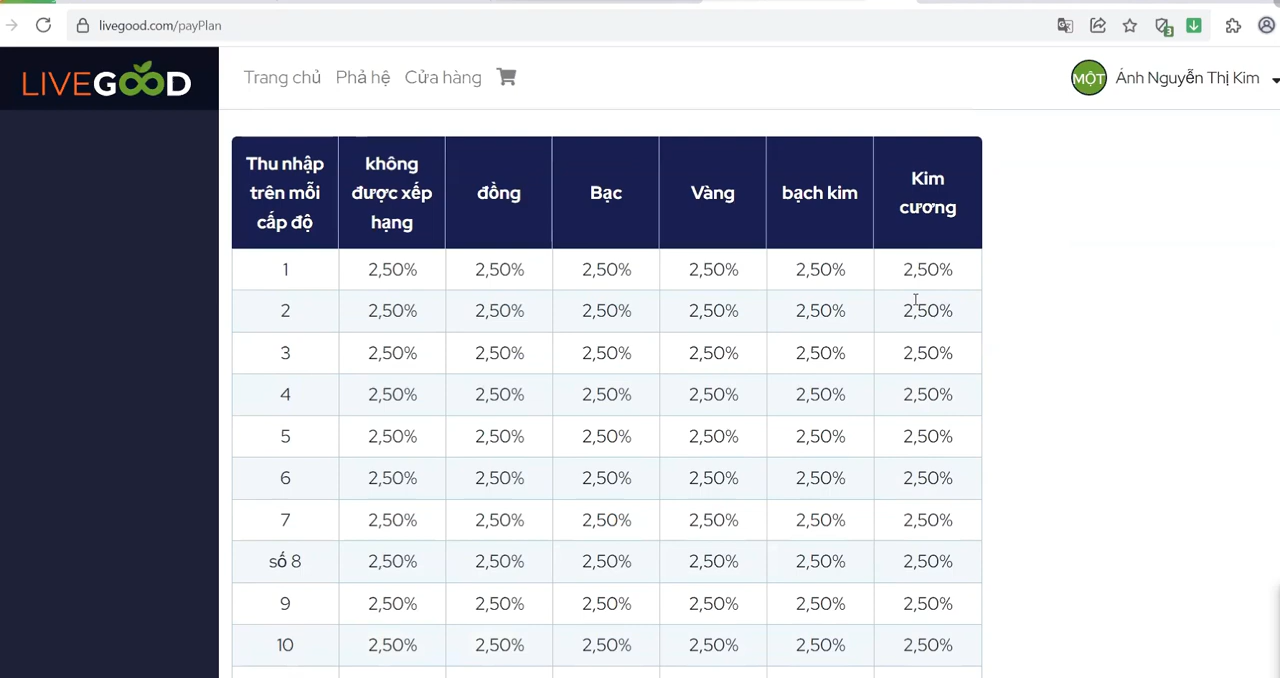 livegood.com/payPlan
3
LIVEGOOD
Trang chủ Phả hệ Cửa hàng
MỘT Ánh Nguyễn Thị Kim
Thu nhập trên mỗi cấp độ không được xếp hạng đồng Bạc Vàng bạch kim Kim cương
1 2,50% 2,50% 2,50% 2,50% 2,50% 2,50%
2 2,50% 2,50% 2,50% 2,50% 2,50% 2,50%
3 2,50% 2,50% 2,50% 2,50% 2,50% 2,50%
4 2,50% 2,50% 2,50% 2,50% 2,50% 2,50%
5 2,50% 2,50% 2,50% 2,50% 2,50% 2,50%
6 2,50% 2,50% 2,50% 2,50% 2,50% 2,50%
7 2,50% 2,50% 2,50% 2,50% 2,50% 2,50%
số 8 2,50% 2,50% 2,50% 2,50% 2,50% 2,50%
9 2,50% 2,50% 2,50% 2,50% 2,50% 2,50%
10 2,50% 2,50% 2,50% 2,50% 2,50% 2,50%